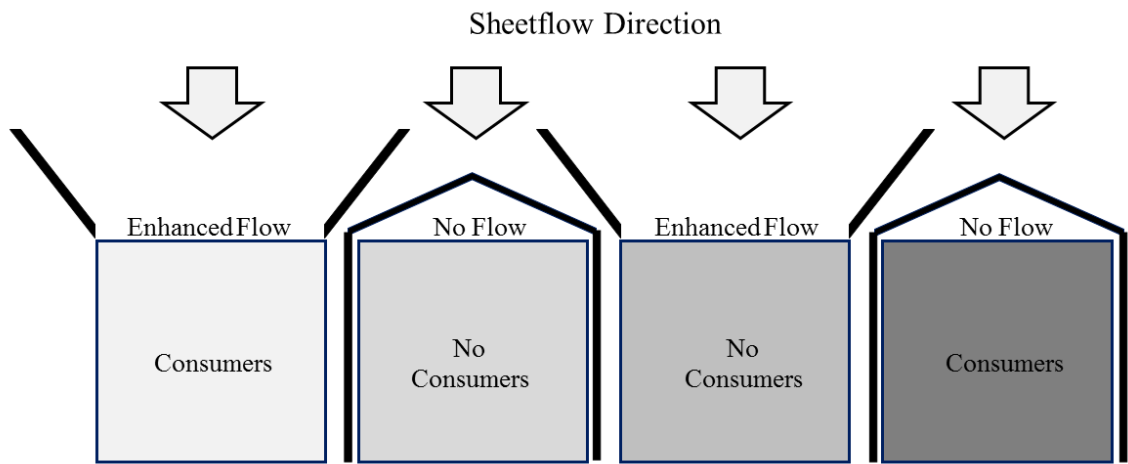 Sheetflow Direction
Enhanced Flow
No Flow
Enhanced Flow
No Flow
Consumers
No
Consumers
No
Consumers
Consumers